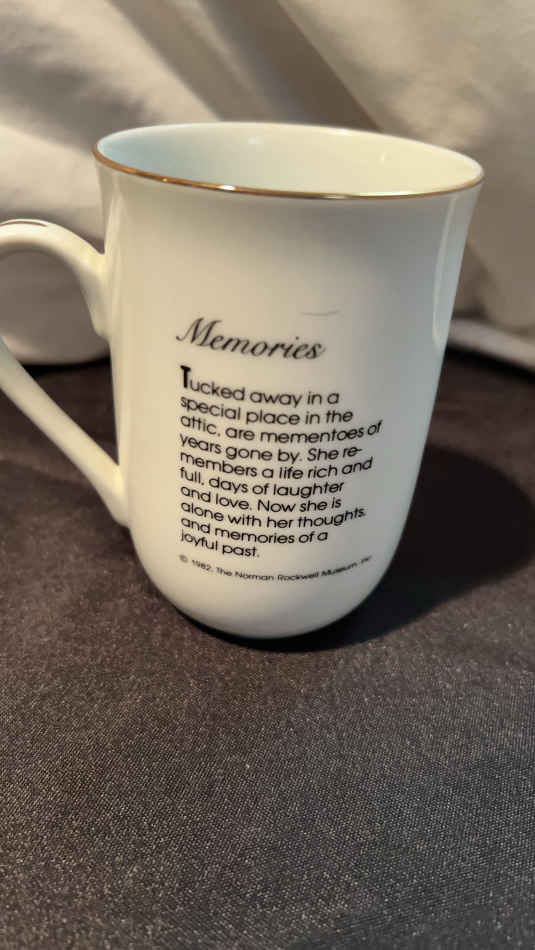 Memories
Tucked away in a
special place in the
attic, are mementoes of
years gone by. She re-
members a life rich and
full, days of laughter
and love. Now she is
alone with her thoughts,
and memories of a
joyful past.
© 1982, The Norman Rockwell Museum, Inc